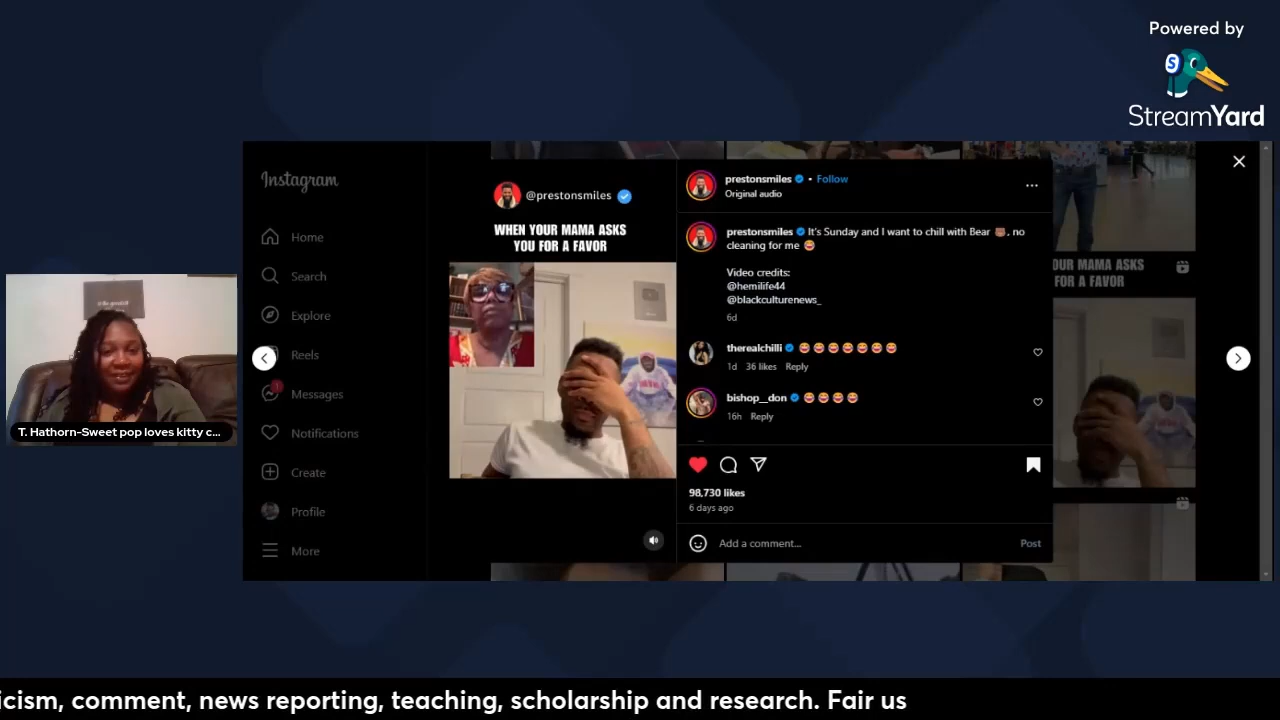 Powered by
StreamYard
Instagram
Home
Search
Explore
Reels
Messages
Notifications
Create
Profile
More
@prestonsmiles
WHEN YOUR MAMA ASKS
YOU FOR A FAVOR
prestonsmiles • Follow
Original audio
prestonsmiles It's Sunday and I want to chill with Bear 🐻, no
cleaning for me 😂
Video credits:
@hemilife44
@blackculturenews_
6d
therealchilli 😂😂😂😂😂😂😂
1d 36 likes Reply
bishop__don 😂😂😂😂
16h Reply
98,730 likes
6 days ago
Add a comment...
Post
OUR MAMA ASKS
FOR A FAVOR
T. Hathorn-Sweet pop loves kitty c...
icism, comment, news reporting, teaching, scholarship and research. Fair us